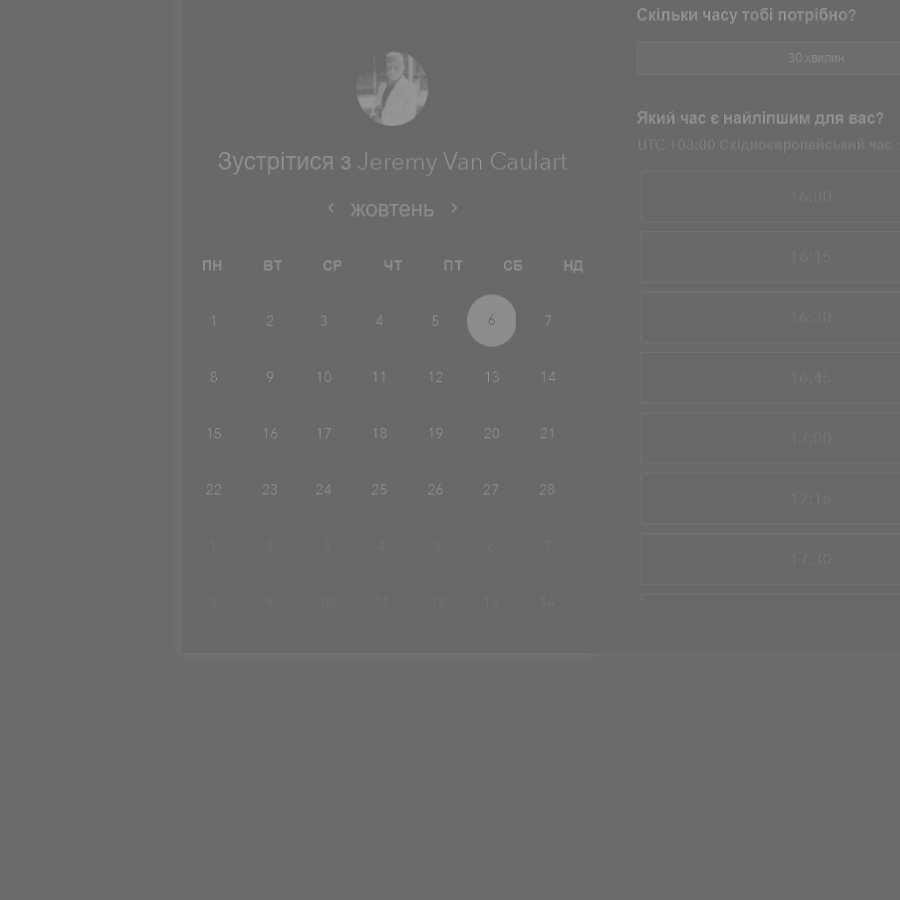 Зустрітися з Jeremy Van Caulart
жовтень
ПН ВТ СР ЧТ ПТ СБ НД
1 2 3 4 5 6 7
8 9 10 11 12 13 14
15 16 17 18 19 20 21
22 23 24 25 26 27 28
1 2 3 4 5 6 7
8 9 10 11 12 13 14
Скільки часу тобі потрібно?
30 хвилин
Який час є найліпшим для вас?
UTC +03:00 Східноєвропейський час
16:00
16:15
16:30
16:45
17:00
17:15
17:30